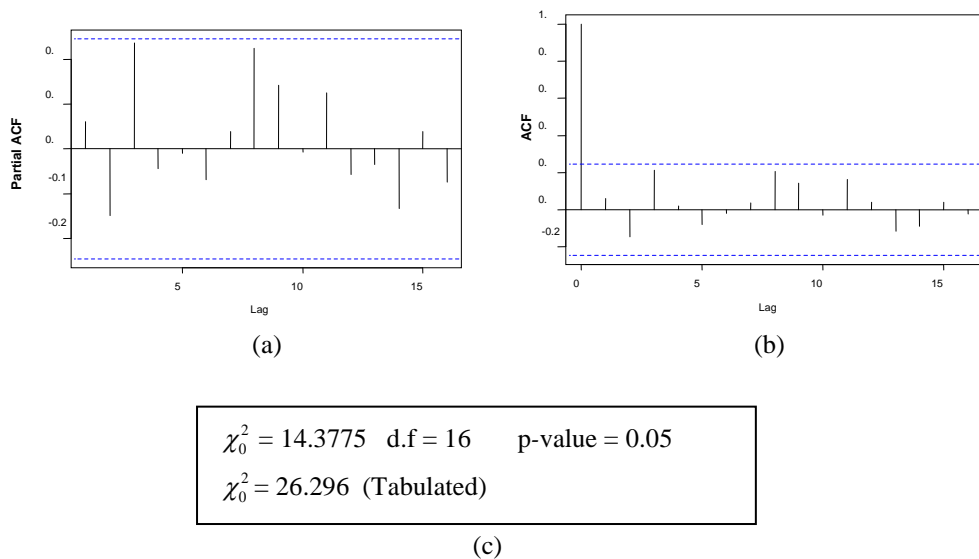 0.
0.
0.
-0.1
-0.2
Partial ACF
5
10
15
Lag
(a)
1.
0.
0.
0.
0.
0.
-0.2
ACF
0
5
10
15
Lag
(b)
χ₀² = 14.3775 d.f = 16 p-value = 0.05
χ₀² = 26.296 (Tabulated)
(c)